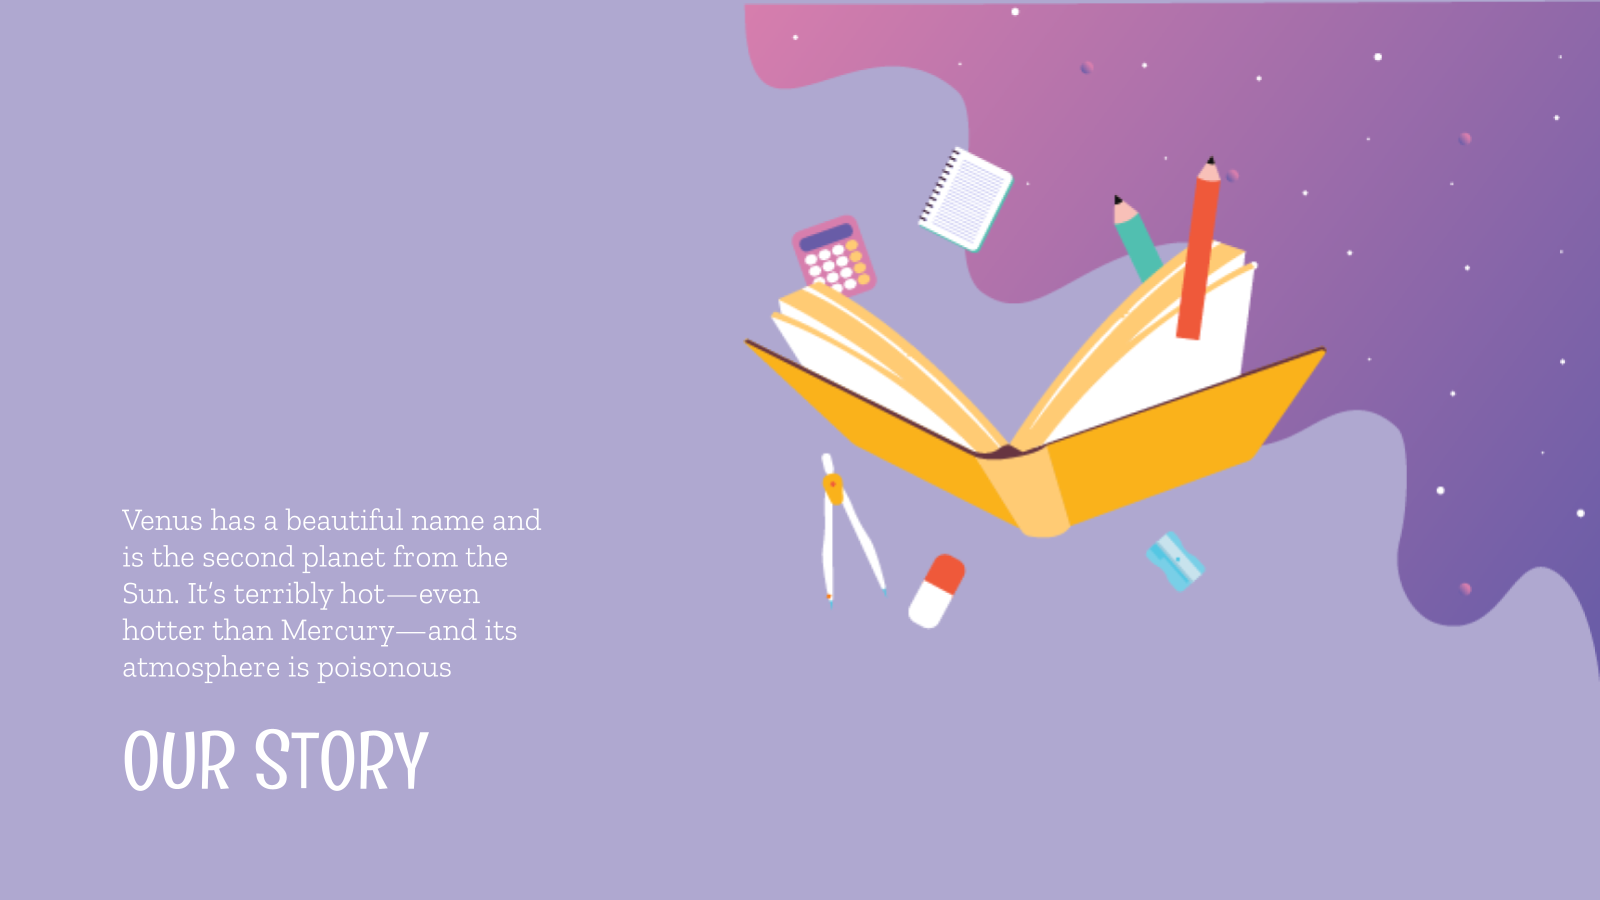 Venus has a beautiful name and
is the second planet from the
Sun. It’s terribly hot—even
hotter than Mercury—and its
atmosphere is poisonous
OUR STORY